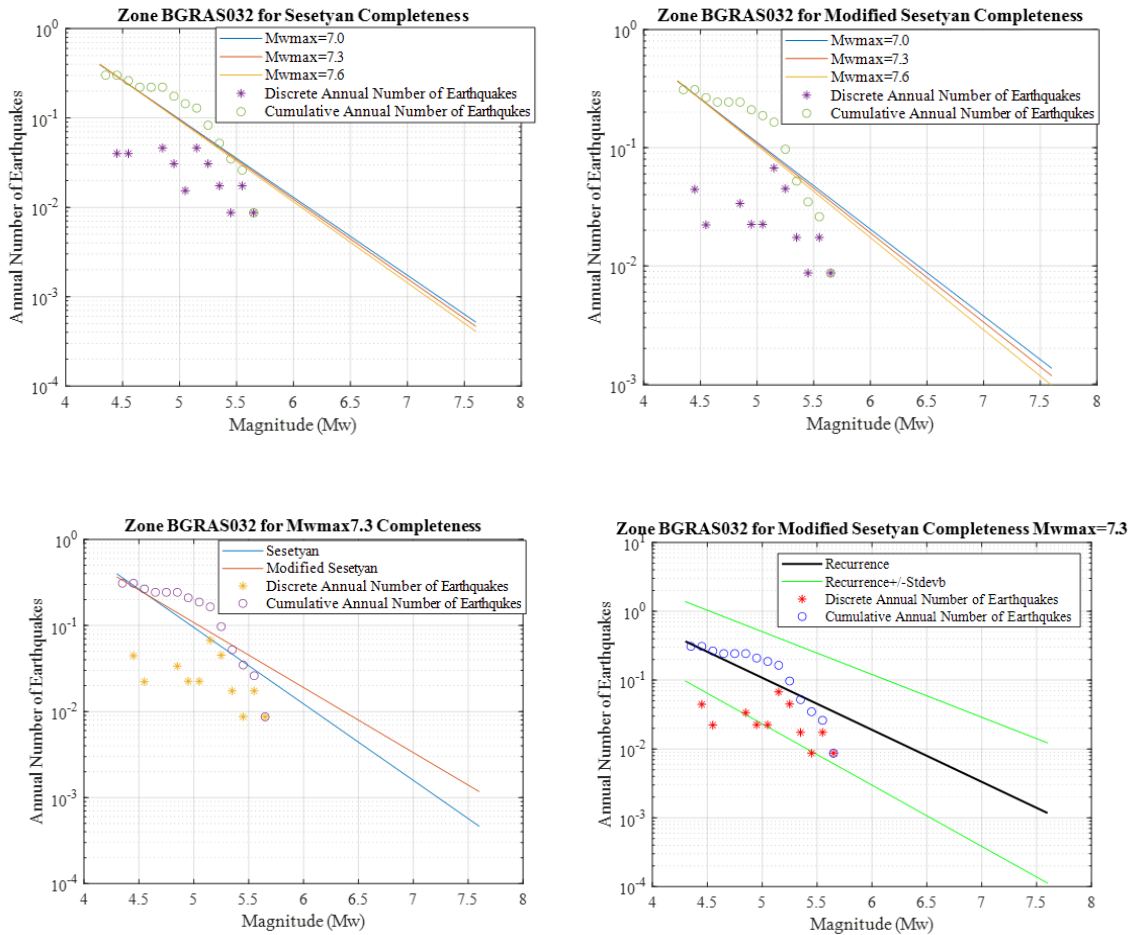 Zone BGRAS032 for Sesetyan Completeness
Mwmax=7.0
Mwmax=7.3
Mwmax=7.6
Discrete Annual Number of Earthquakes
Cumulative Annual Number of Earthqukes
Annual Number of Earthquakes
10^0
10^-1
10^-2
10^-3
10^-4
4 4.5 5 5.5 6 6.5 7 7.5 8
Magnitude (Mw)
Zone BGRAS032 for Modified Sesetyan Completeness
Mwmax=7.0
Mwmax=7.3
Mwmax=7.6
Discrete Annual Number of Earthquakes
Cumulative Annual Number of Earthqukes
Annual Number of Earthquakes
10^0
10^-1
10^-2
10^-3
4 4.5 5 5.5 6 6.5 7 7.5 8
Magnitude (Mw)
Zone BGRAS032 for Mwmax7.3 Completeness
Sesetyan
Modified Sesetyan
Discrete Annual Number of Earthquakes
Cumulative Annual Number of Earthqukes
Annual Number of Earthquakes
10^0
10^-1
10^-2
10^-3
10^-4
4 4.5 5 5.5 6 6.5 7 7.5 8
Magnitude (Mw)
Zone BGRAS032 for Modified Sesetyan Completeness Mwmax=7.3
Recurrence
Recurrence+/-Stdevb
Discrete Annual Number of Earthquakes
Cumulative Annual Number of Earthqukes
Annual Number of Earthquakes
10^1
10^0
10^-1
10^-2
10^-3
10^-4
4 4.5 5 5.5 6 6.5 7 7.5 8
Magnitude (Mw)